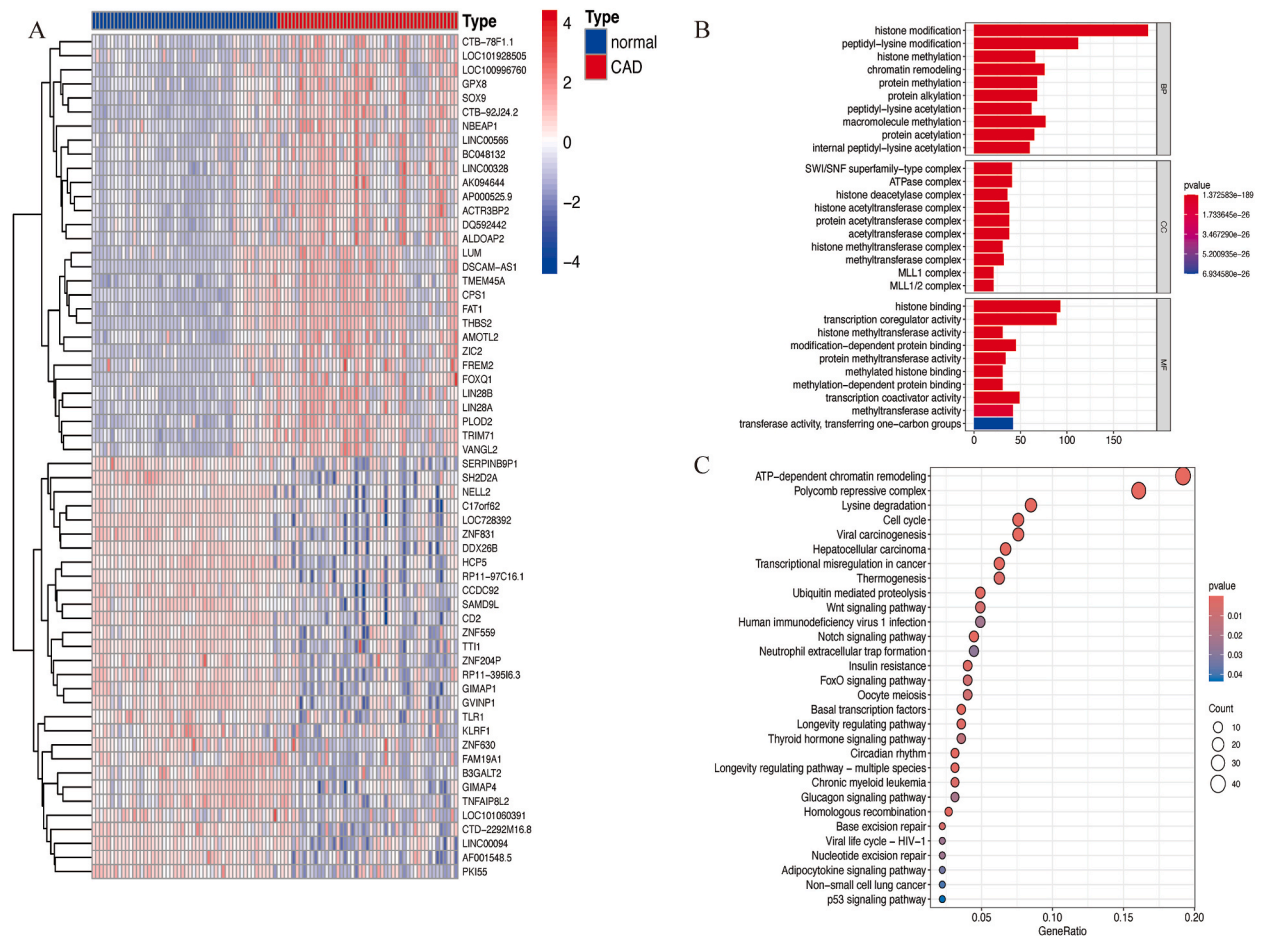 A
Type
CTB-78F1.1
LOC101928505
LOC100996760
GPX8
SOX9
CTB-92J24.2
NBEAP1
LINC00566
BC048132
LINC00328
AK094644
AP000525.9
ACTR3BP2
DQ592442
ALDOAP2
LUM
DSCAM-AS1
TMEM45A
CPS1
FAT1
THBS2
AMOTL2
ZIC2
FREM2
FOXQ1
LIN28B
LIN28A
PLOD2
TRIM71
VANGL2
SERPINB9P1
SH2D2A
NELL2
C17orf62
LOC728392
ZNF831
DDX26B
HCP5
RP11-97C16.1
CCDC92
SAMD9L
CD2
ZNF559
TTI1
ZNF204P
RP11-395I6.3
GIMAP1
GVINP1
TLR1
KLRF1
ZNF630
FAM19A1
B3GALT2
GIMAP4
TNFAIP8L2
LOC101060391
CTD-2292M16.8
LINC00094
AF001548.5
PKI55
4
2
0
-2
-4
Type
normal
CAD
B
histone modification
peptidyl-lysine modification
histone methylation
chromatin remodeling
protein methylation
protein alkylation
peptidyl-lysine acetylation
macromolecule methylation
protein acetylation
internal peptidyl-lysine acetylation
BP
SWI/SNF superfamily-type complex
ATPase complex
histone deacetylase complex
histone acetyltransferase complex
protein acetyltransferase complex
acetyltransferase complex
histone methyltransferase complex
methyltransferase complex
MLL1 complex
MLL1/2 complex
CC
histone binding
transcription coregulator activity
histone methyltransferase activity
modification-dependent protein binding
protein methyltransferase activity
methylated histone binding
methylation-dependent protein binding
transcription coactivator activity
methyltransferase activity
transferase activity, transferring one-carbon groups
MF
0 50 100 150
pvalue
1.372583e-189
1.733645e-26
3.467290e-26
5.200935e-26
6.934580e-26
C
ATP-dependent chromatin remodeling
Polycomb repressive complex
Lysine degradation
Cell cycle
Viral carcinogenesis
Hepatocellular carcinoma
Transcriptional misregulation in cancer
Thermogenesis
Ubiquitin mediated proteolysis
Wnt signaling pathway
Human immunodeficiency virus 1 infection
Notch signaling pathway
Neutrophil extracellular trap formation
Insulin resistance
FoxO signaling pathway
Oocyte meiosis
Basal transcription factors
Longevity regulating pathway
Thyroid hormone signaling pathway
Circadian rhythm
Longevity regulating pathway - multiple species
Chronic myeloid leukemia
Glucagon signaling pathway
Homologous recombination
Base excision repair
Viral life cycle - HIV-1
Nucleotide excision repair
Adipocytokine signaling pathway
Non-small cell lung cancer
p53 signaling pathway
0.05 0.10 0.15 0.20
GeneRatio
pvalue
0.01
0.02
0.03
0.04
Count
10
20
30
40